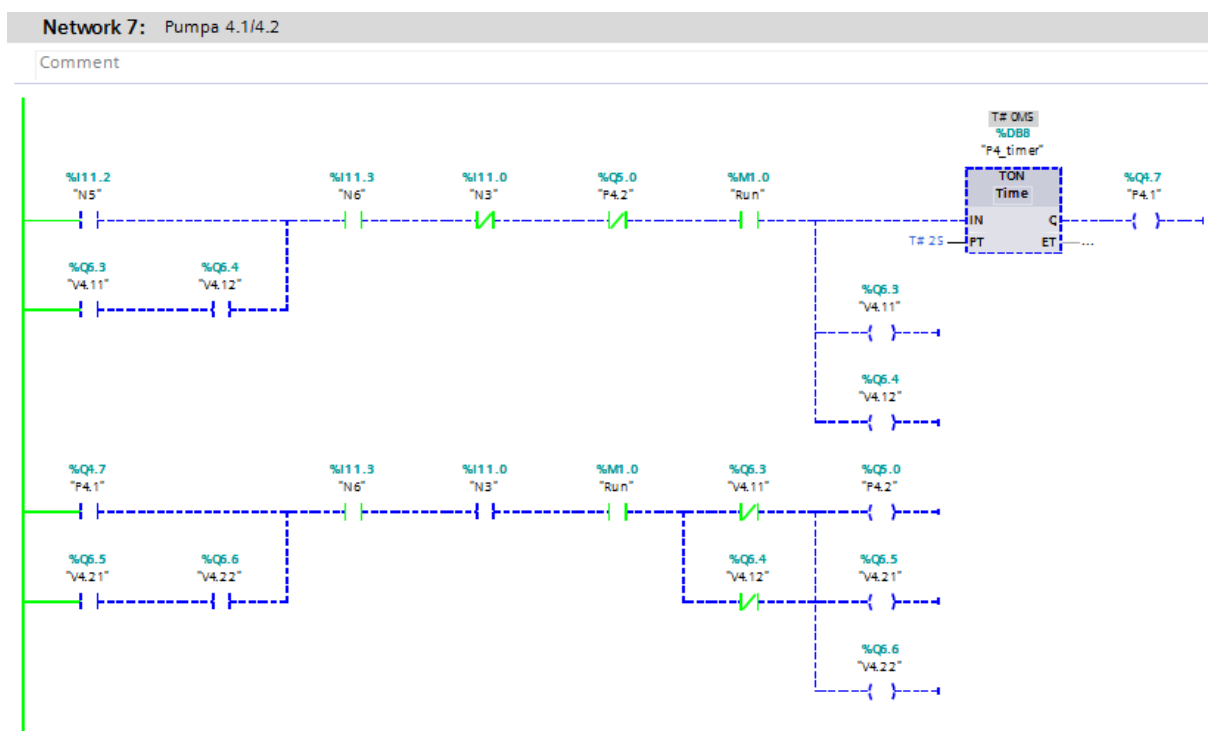 Network 7: Pumpa 4.1/4.2
Comment
T# 0MS
%DB8
"P4_timer"
%I11.2 %I11.3 %I11.0 %Q5.0 %M1.0 TON %Q4.7
"N5" "N6" "N3" "P4.2" "Run" Time "P4.1"
IN Q
T# 2S PT ET ...
%Q6.3 %Q6.4
"V4.11" "V4.12"
%Q6.3
"V4.11"
%Q6.4
"V4.12"
%Q4.7 %I11.3 %I11.0 %M1.0 %Q6.3 %Q5.0
"P4.1" "N6" "N3" "Run" "V4.11" "P4.2"
%Q6.5 %Q6.6 %Q6.4 %Q6.5
"V4.21" "V4.22" "V4.12" "V4.21"
%Q6.6
"V4.22"